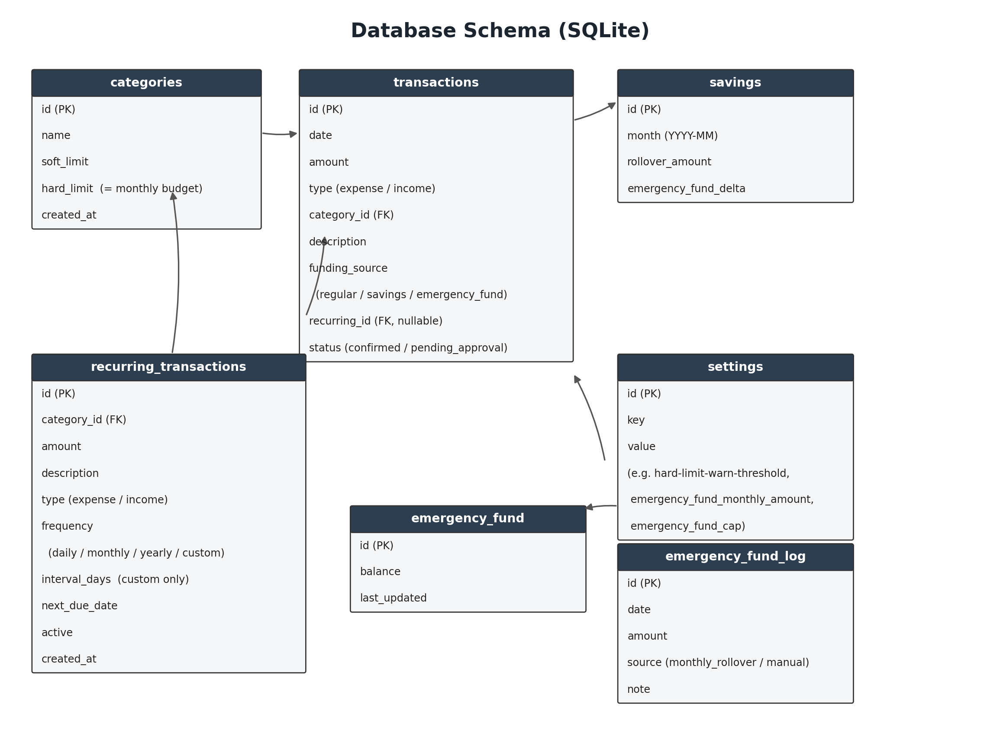 Database Schema (SQLite)
categories
id (PK)
name
soft_limit
hard_limit  (= monthly budget)
created_at
transactions
id (PK)
date
amount
type (expense / income)
category_id (FK)
description
funding_source
(regular / savings / emergency_fund)
recurring_id (FK, nullable)
status (confirmed / pending_approval)
savings
id (PK)
month (YYYY-MM)
rollover_amount
emergency_fund_delta
recurring_transactions
id (PK)
category_id (FK)
amount
description
type (expense / income)
frequency
(daily / monthly / yearly / custom)
interval_days  (custom only)
next_due_date
active
created_at
emergency_fund
id (PK)
balance
last_updated
settings
id (PK)
key
value
(e.g. hard-limit-warn-threshold,
emergency_fund_monthly_amount,
emergency_fund_cap)
emergency_fund_log
id (PK)
date
amount
source (monthly_rollover / manual)
note